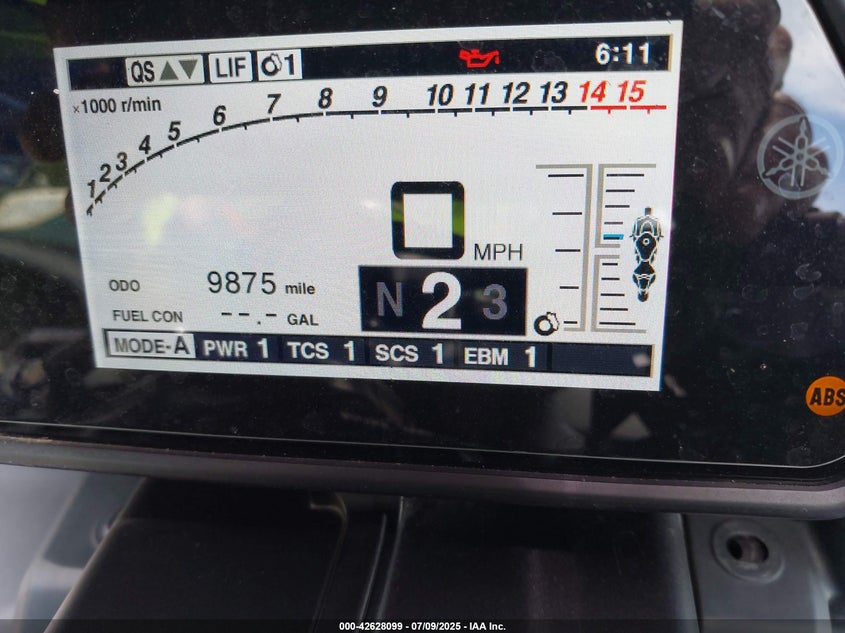 QS LIF 1 6:11
×1000 r/min
1 2 3 4 5 6 7 8 9 10 11 12 13 14 15
0 MPH
ODO 9875 mile
N 2 3
FUEL CON --.- GAL
MODE-A PWR 1 TCS 1 SCS 1 EBM 1
ABS
000-42628099 - 07/09/2025 - IAA Inc.